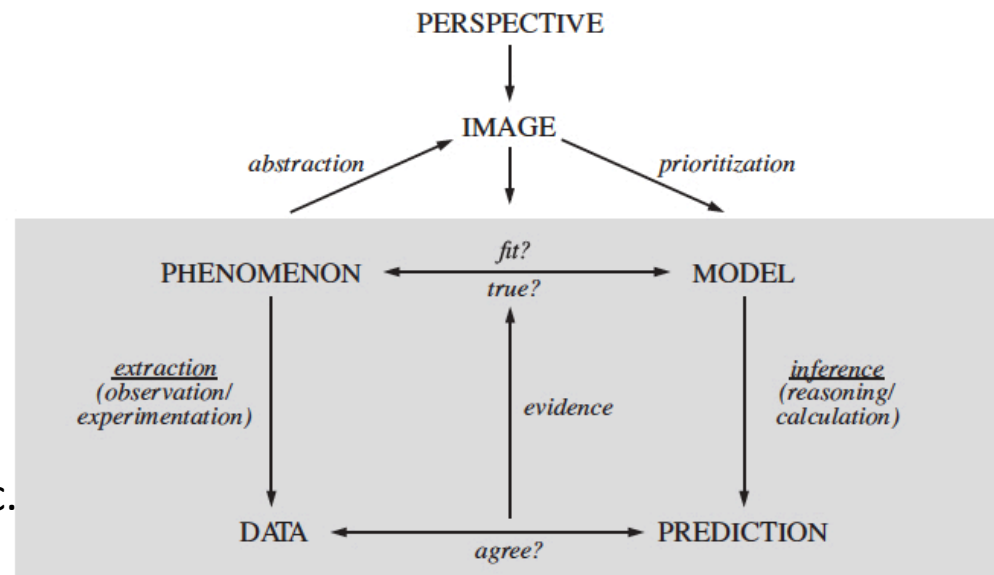 PERSPECTIVE
IMAGE
abstraction
prioritization
fit?
PHENOMENON
MODEL
true?
extraction
(observation/
experimentation)
evidence
inference
(reasoning/
calculation)
c.
DATA
PREDICTION
agree?